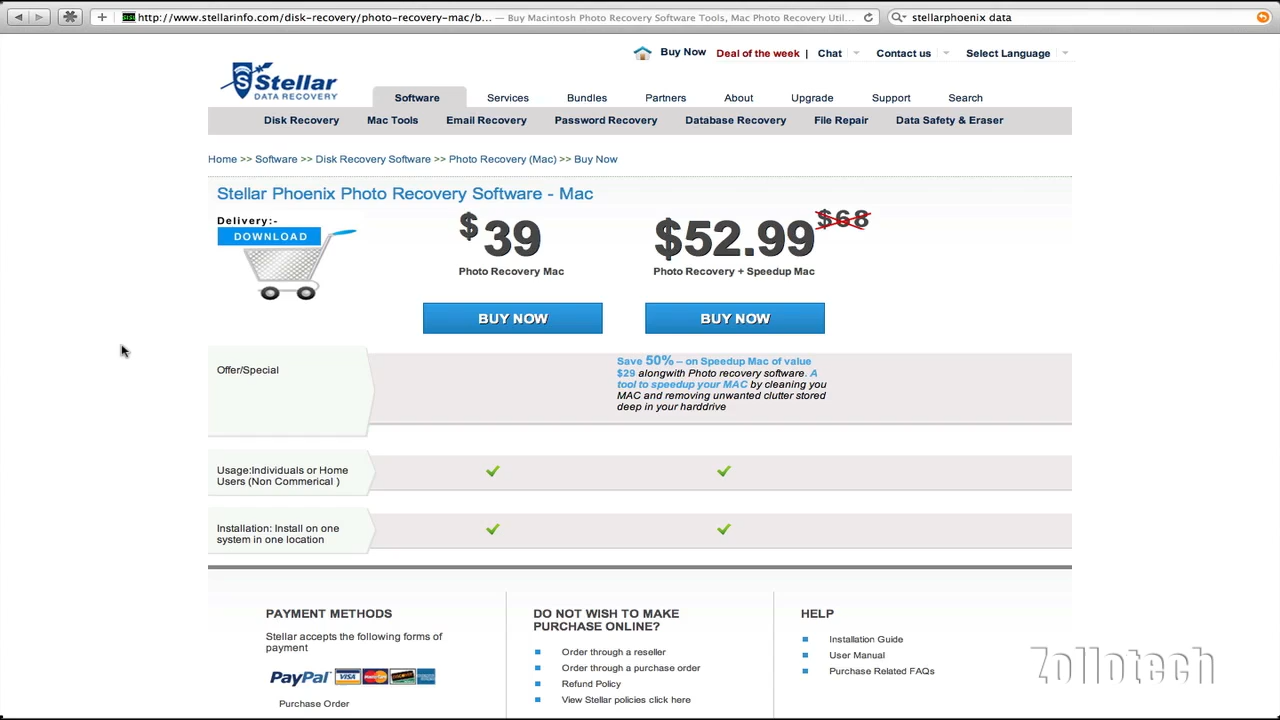 http://www.stellarinfo.com/disk-recovery/photo-recovery-mac/b... — Buy Macintosh Photo Recovery Software Tools, Mac Photo Recovery Util...
stellarphoenix data
Buy Now Deal of the week | Chat Contact us Select Language
Stellar
DATA RECOVERY
Software Services Bundles Partners About Upgrade Support Search
Disk Recovery Mac Tools Email Recovery Password Recovery Database Recovery File Repair Data Safety & Eraser
Home >> Software >> Disk Recovery Software >> Photo Recovery (Mac) >> Buy Now
Stellar Phoenix Photo Recovery Software - Mac
Delivery:-
DOWNLOAD
$39
Photo Recovery Mac
BUY NOW
$52.99 $68
Photo Recovery + Speedup Mac
BUY NOW
Offer/Special
Save 50% – on Speedup Mac of value
$29 alongwith Photo recovery software. A
tool to speedup your MAC by cleaning you
MAC and removing unwanted clutter stored
deep in your harddrive
Usage:Individuals or Home
Users (Non Commerical )
Installation: Install on one
system in one location
PAYMENT METHODS
Stellar accepts the following forms of
payment
PayPal VISA MasterCard DISCOVER
Purchase Order
DO NOT WISH TO MAKE
PURCHASE ONLINE?
Order through a reseller
Order through a purchase order
Refund Policy
View Stellar policies click here
HELP
Installation Guide
User Manual
Purchase Related FAQs
Zollotech